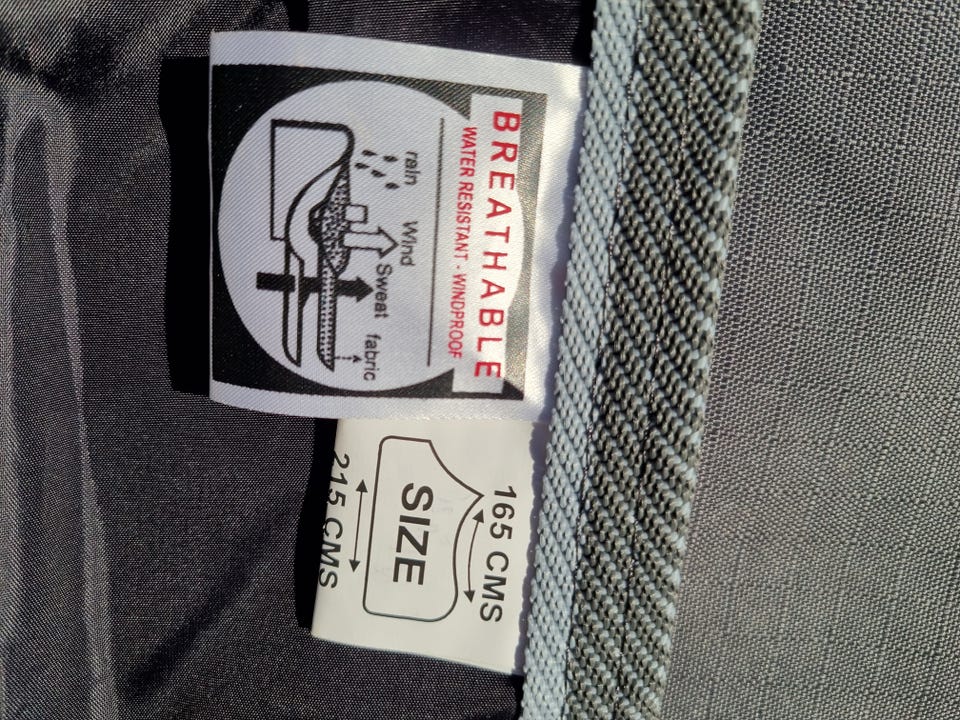 BREATHABLE
WATER RESISTANT - WINDPROOF
rain Wind
Sweat
fabric
165 CMS
SIZE
215 CMS